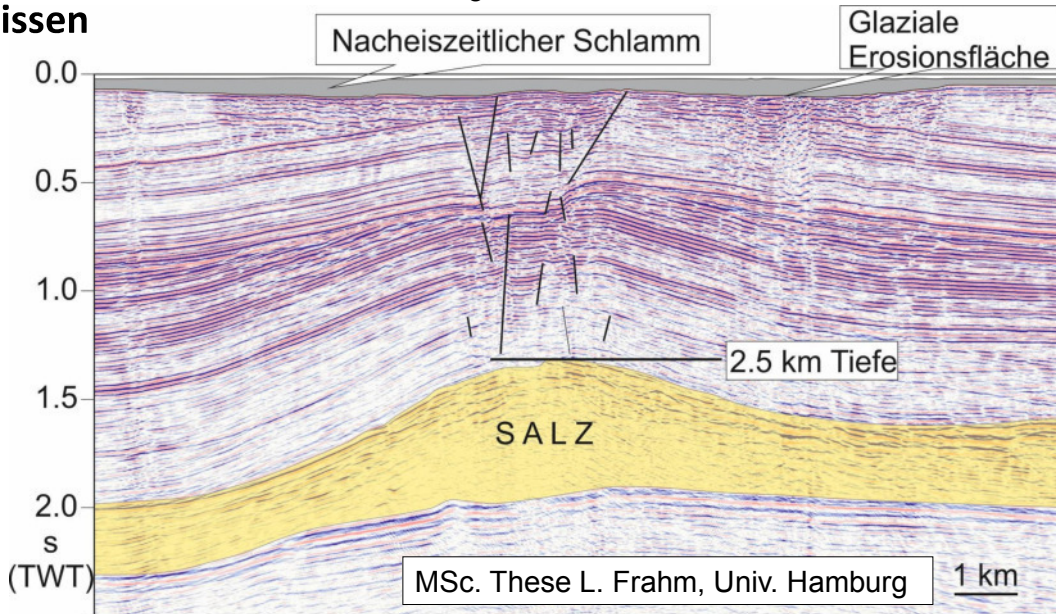 issen
Nacheiszeitlicher Schlamm
Glaziale
Erosionsfläche
0.0
0.5
1.0
2.5 km Tiefe
1.5
SALZ
2.0
s
(TWT)
MSc. These L. Frahm, Univ. Hamburg
1 km